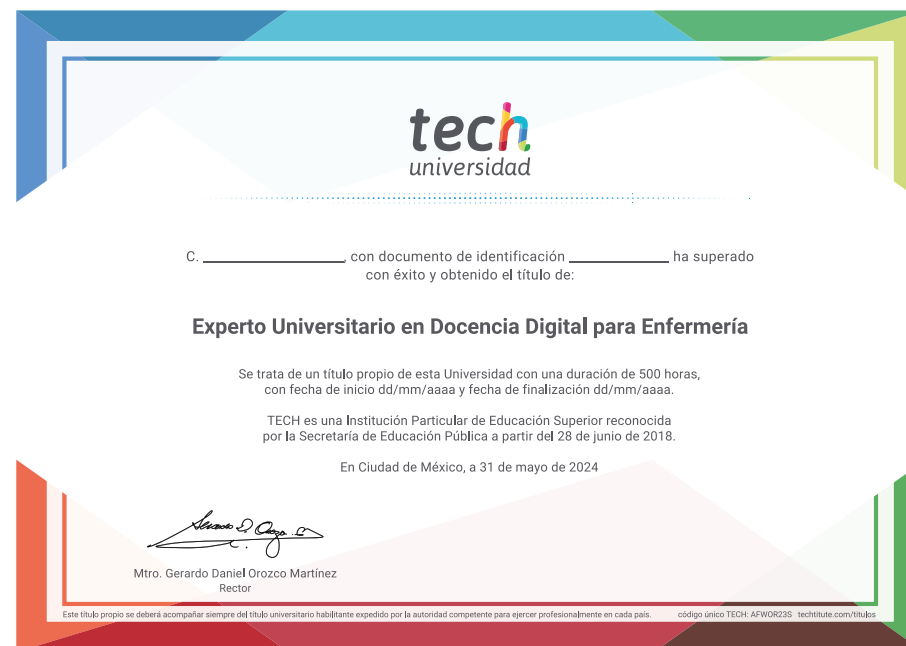 tech
universidad
C. ____________, con documento de identificación ____________ ha superado
con éxito y obtenido el título de:
Experto Universitario en Docencia Digital para Enfermería
Se trata de un título propio de esta Universidad con una duración de 500 horas,
con fecha de inicio dd/mm/aaaa y fecha de finalización dd/mm/aaaa.
TECH es una Institución Particular de Educación Superior reconocida
por la Secretaría de Educación Pública a partir del 28 de junio de 2018.
En Ciudad de México, a 31 de mayo de 2024
Mtro. Gerardo Daniel Orozco Martínez
Rector
Este título propio se deberá acompañar siempre del título universitario habilitante expedido por la autoridad competente para ejercer profesionalmente en cada país. código único TECH: AFWOR23S techtitute.com/titulos